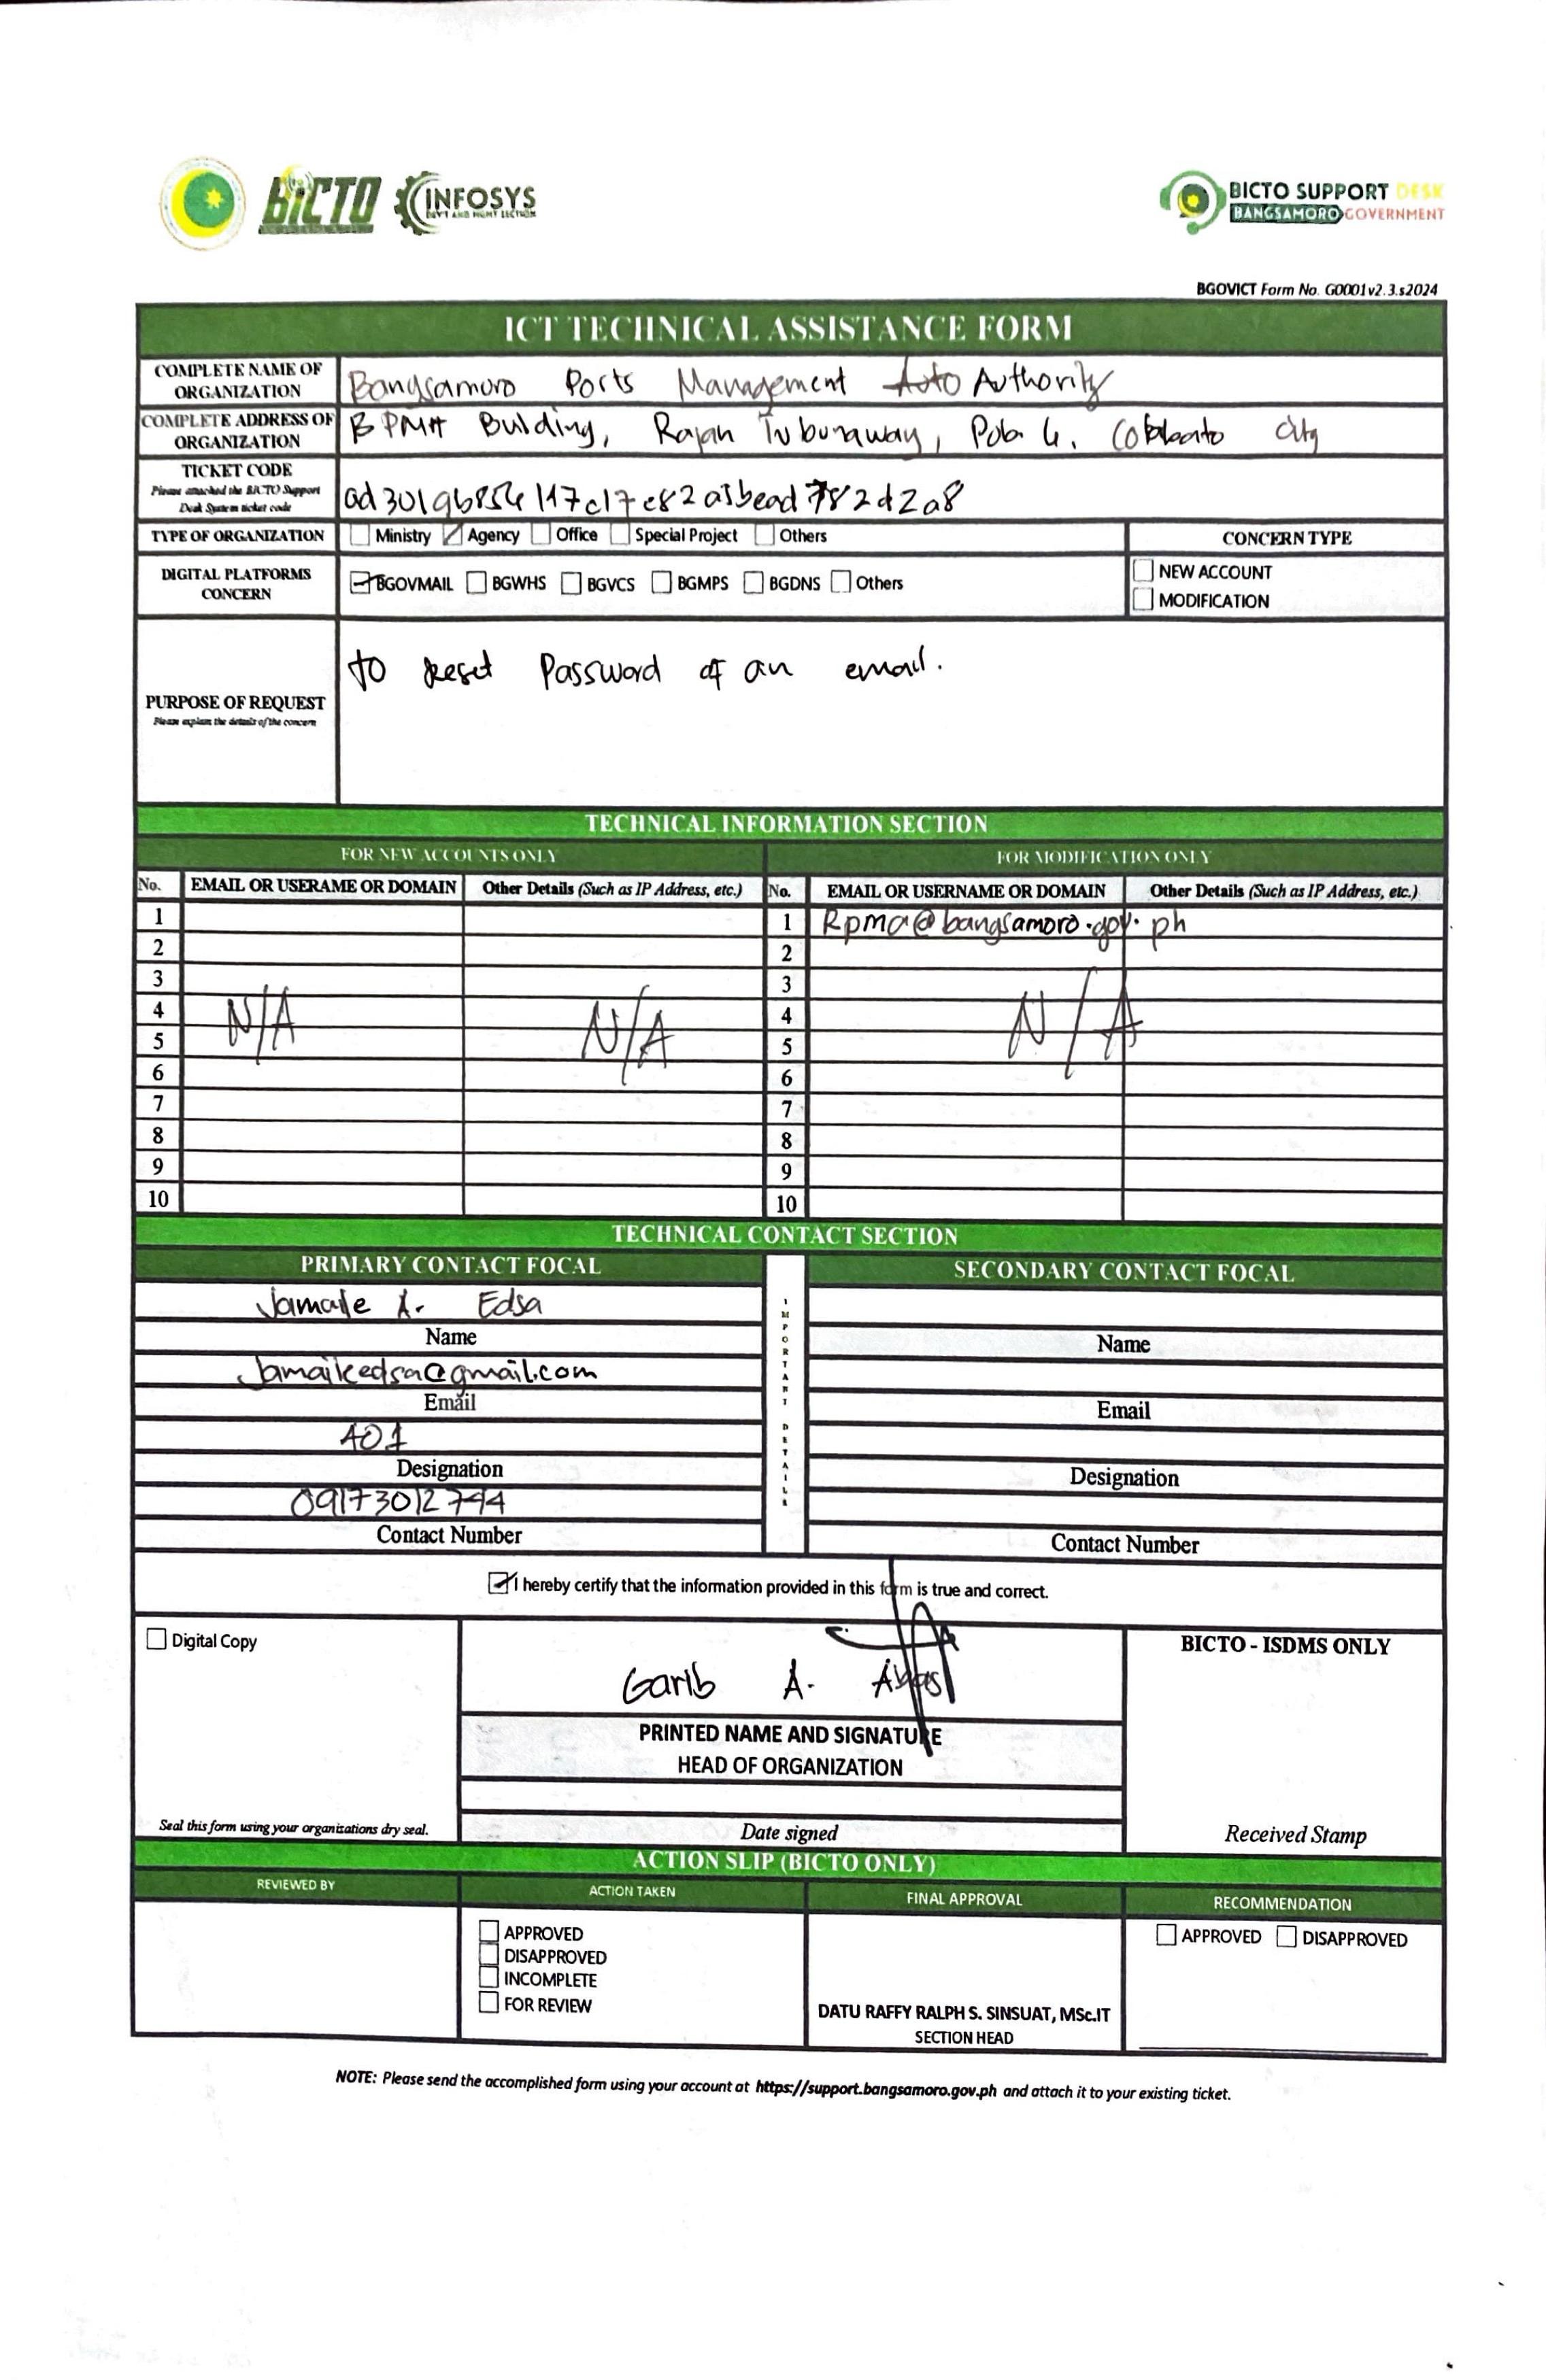 BICTO INFOSYS
DEV'T AND MGMT SECTION
BICTO SUPPORT DESK
BANGSAMORO GOVERNMENT
BGOVICT Form No. G0001v2.3.s2024
ICT TECHNICAL ASSISTANCE FORM
COMPLETE NAME OF ORGANIZATION
Bangsamoro Ports Management Auto Authority
COMPLETE ADDRESS OF ORGANIZATION
BPMA Building, Rajah Tabunaway, Pob. 4, Cotabato City
TICKET CODE
Please attached the BICTO Support Desk System ticket code
TYPE OF ORGANIZATION
Ministry Agency Office Special Project Others
CONCERN TYPE
DIGITAL PLATFORMS CONCERN
BGOVMAIL BGWHS BGVCS BGMPS BGDNS Others
NEW ACCOUNT
MODIFICATION
PURPOSE OF REQUEST
Please explain the details of the concern
to Reset Password of an email.
TECHNICAL INFORMATION SECTION
FOR NEW ACCOUNTS ONLY FOR MODIFICATION ONLY
No. EMAIL OR USERAME OR DOMAIN Other Details (Such as IP Address, etc.) No. EMAIL OR USERNAME OR DOMAIN Other Details (Such as IP Address, etc.)
1 1 Rpma@bangsamoro.gov.ph
2 2
3 3
4 N/A N/A 4 N/A
5 5
6 6
7 7
8 8
9 9
10 10
TECHNICAL CONTACT SECTION
PRIMARY CONTACT FOCAL
SECONDARY CONTACT FOCAL
IMPORTANT DETAILS
A. Edsa
Name Name
Jamaikedsa@gmail.com
Email Email
AO1
Designation Designation
09173012744
Contact Number Contact Number
I hereby certify that the information provided in this form is true and correct.
Digital Copy
BICTO - ISDMS ONLY
Garib A. Abas
PRINTED NAME AND SIGNATURE
HEAD OF ORGANIZATION
Seal this form using your organizations dry seal.
Date signed
Received Stamp
ACTION SLIP (BICTO ONLY)
REVIEWED BY ACTION TAKEN FINAL APPROVAL RECOMMENDATION
APPROVED
DISAPPROVED
INCOMPLETE
FOR REVIEW
APPROVED DISAPPROVED
DATU RAFFY RALPH S. SINSUAT, MSc.IT
SECTION HEAD
NOTE: Please send the accomplished form using your account at https://support.bangsamoro.gov.ph and attach it to your existing ticket.